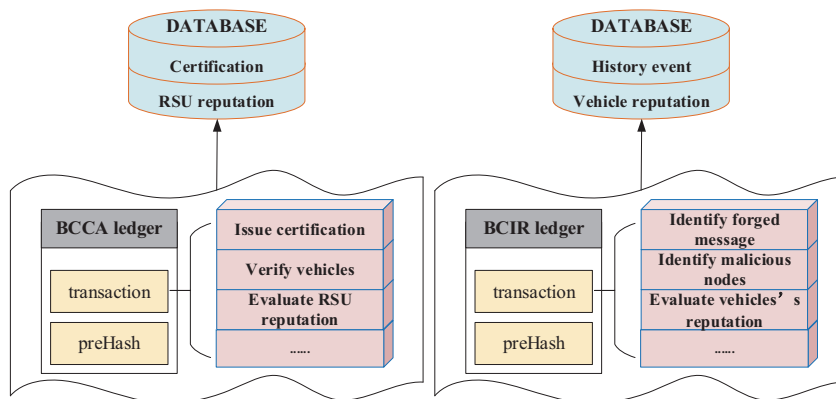 DATABASE
Certification
RSU reputation
BCCA ledger
transaction
preHash
Issue certification
Verify vehicles
Evaluate RSU
reputation
......
DATABASE
History event
Vehicle reputation
BCIR ledger
transaction
preHash
Identify forged
message
Identify malicious
nodes
Evaluate vehicles’s
reputation
......